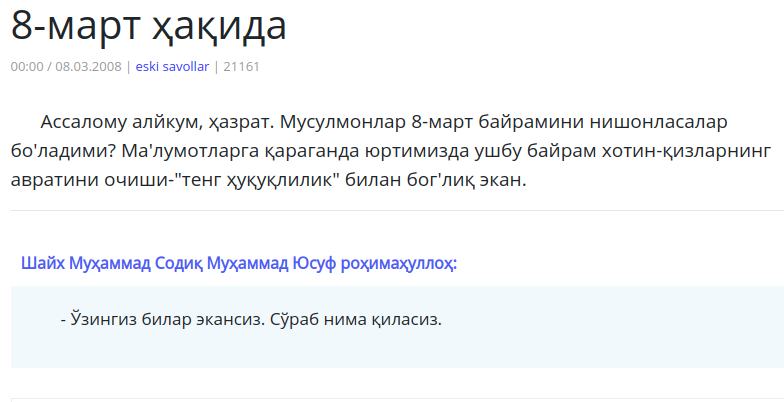 8-март ҳақида
00:00 / 08.03.2008 | eski savollar | 21161
Ассалому алйкум, ҳазрат. Мусулмонлар 8-март байрамини нишонласалар
бо'ладими? Ма'лумотларга қараганда юртимизда ушбу байрам хотин-қизларнинг
авратини очиши-"тенг ҳуқуқлилик" билан бог'лиқ экан.
Шайх Муҳаммад Содиқ Муҳаммад Юсуф роҳимаҳуллоҳ:
- Ўзингиз билар экансиз. Сўраб нима қиласиз.